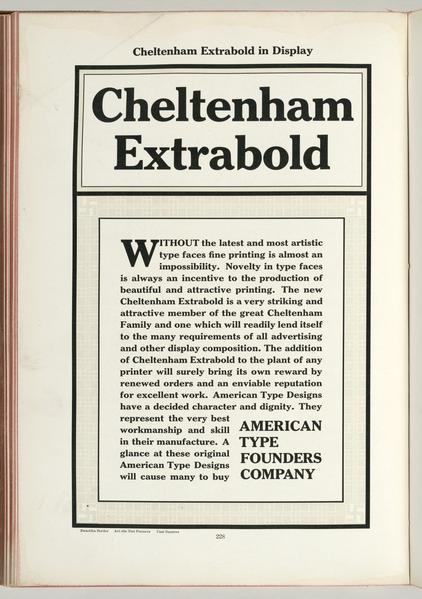 Cheltenham Extrabold in Display
Cheltenham
Extrabold
WITHOUT the latest and most artistic
type faces fine printing is almost an
impossibility. Novelty in type faces
is always an incentive to the production of
beautiful and attractive printing. The new
Cheltenham Extrabold is a very striking and
attractive member of the great Cheltenham
Family and one which will readily lend itself
to the many requirements of all advertising
and other display composition. The addition
of Cheltenham Extrabold to the plant of any
printer will surely bring its own reward by
renewed orders and an enviable reputation
for excellent work. American Type Designs
have a decided character and dignity. They
represent the very best
workmanship and skill
in their manufacture. A
glance at these original
American Type Designs
will cause many to buy
AMERICAN
TYPE
FOUNDERS
COMPANY
Border
228